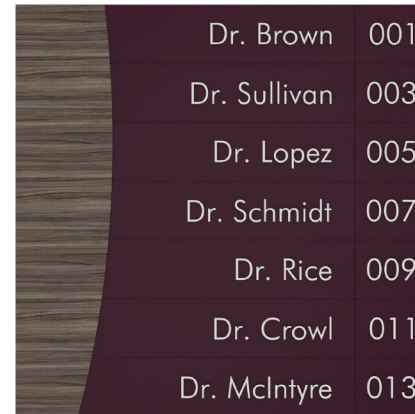 Dr. Brown 001
Dr. Sullivan 003
Dr. Lopez 005
Dr. Schmidt 007
Dr. Rice 009
Dr. Crowl 011
Dr. McIntyre 013